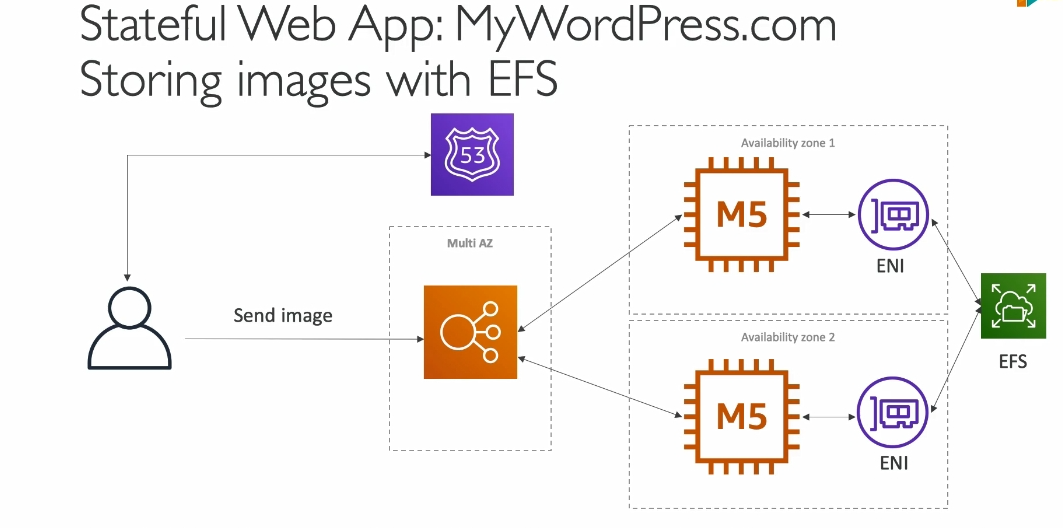 Stateful Web App: MyWordPress.com
Storing images with EFS
53
Availability zone 1
M5
ENI
Multi AZ
Send image
EFS
Availability zone 2
M5
ENI